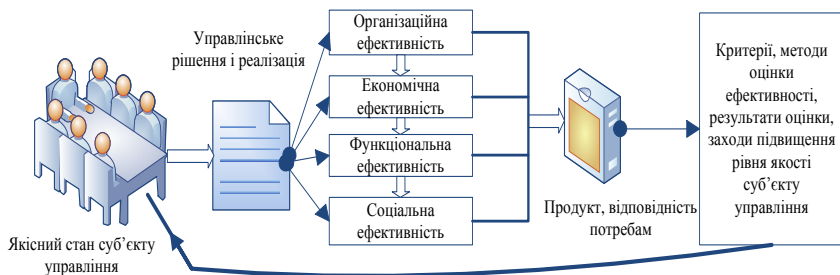 Управлінське
рішення і реалізація
Організаційна
ефективність
Економічна
ефективність
Функціональна
ефективність
Соціальна
ефективність
Продукт, відповідність
потребам
Критерії, методи
оцінки
ефективності,
результати оцінки,
заходи підвищення
рівня якості
суб’єкту
управління
Якісний стан суб’єкту
управління